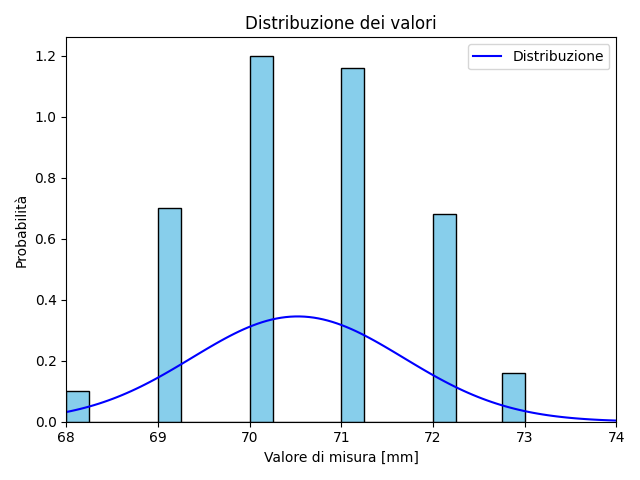 Distribuzione dei valori
Distribuzione
Probabilità
1.2
1.0
0.8
0.6
0.4
0.2
0.0
68 69 70 71 72 73 74
Valore di misura [mm]